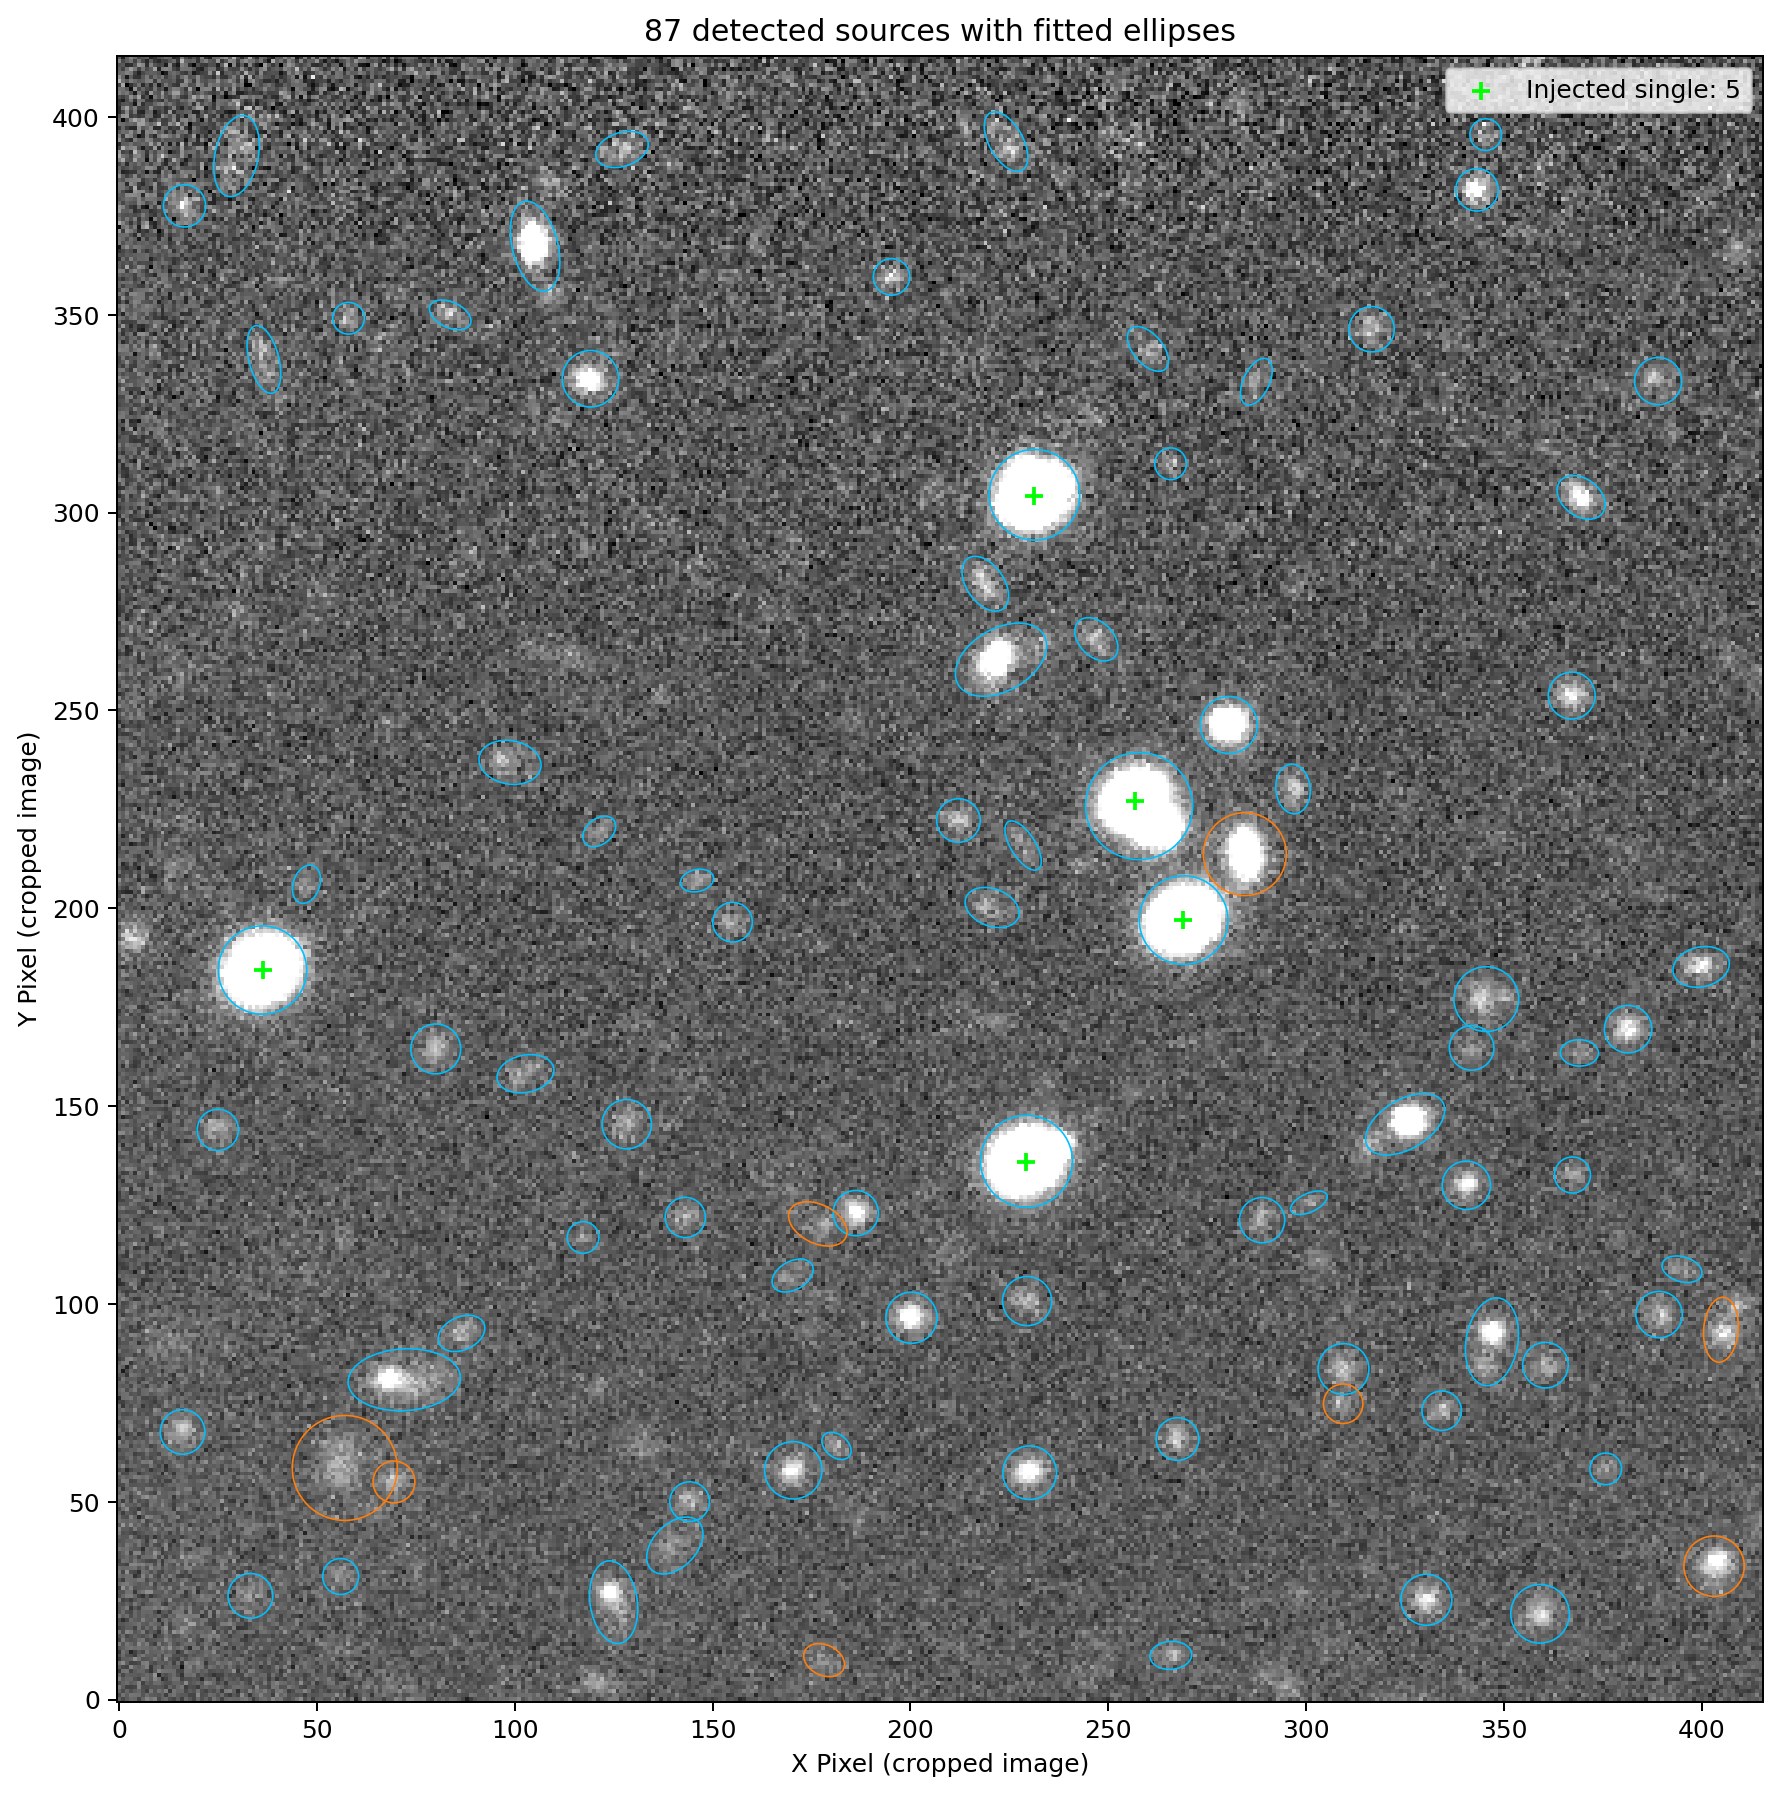 87 detected sources with fitted ellipses
Injected single: 5
400
350
300
250
200
150
100
50
0
Y Pixel (cropped image)
0 50 100 150 200 250 300 350 400
X Pixel (cropped image)